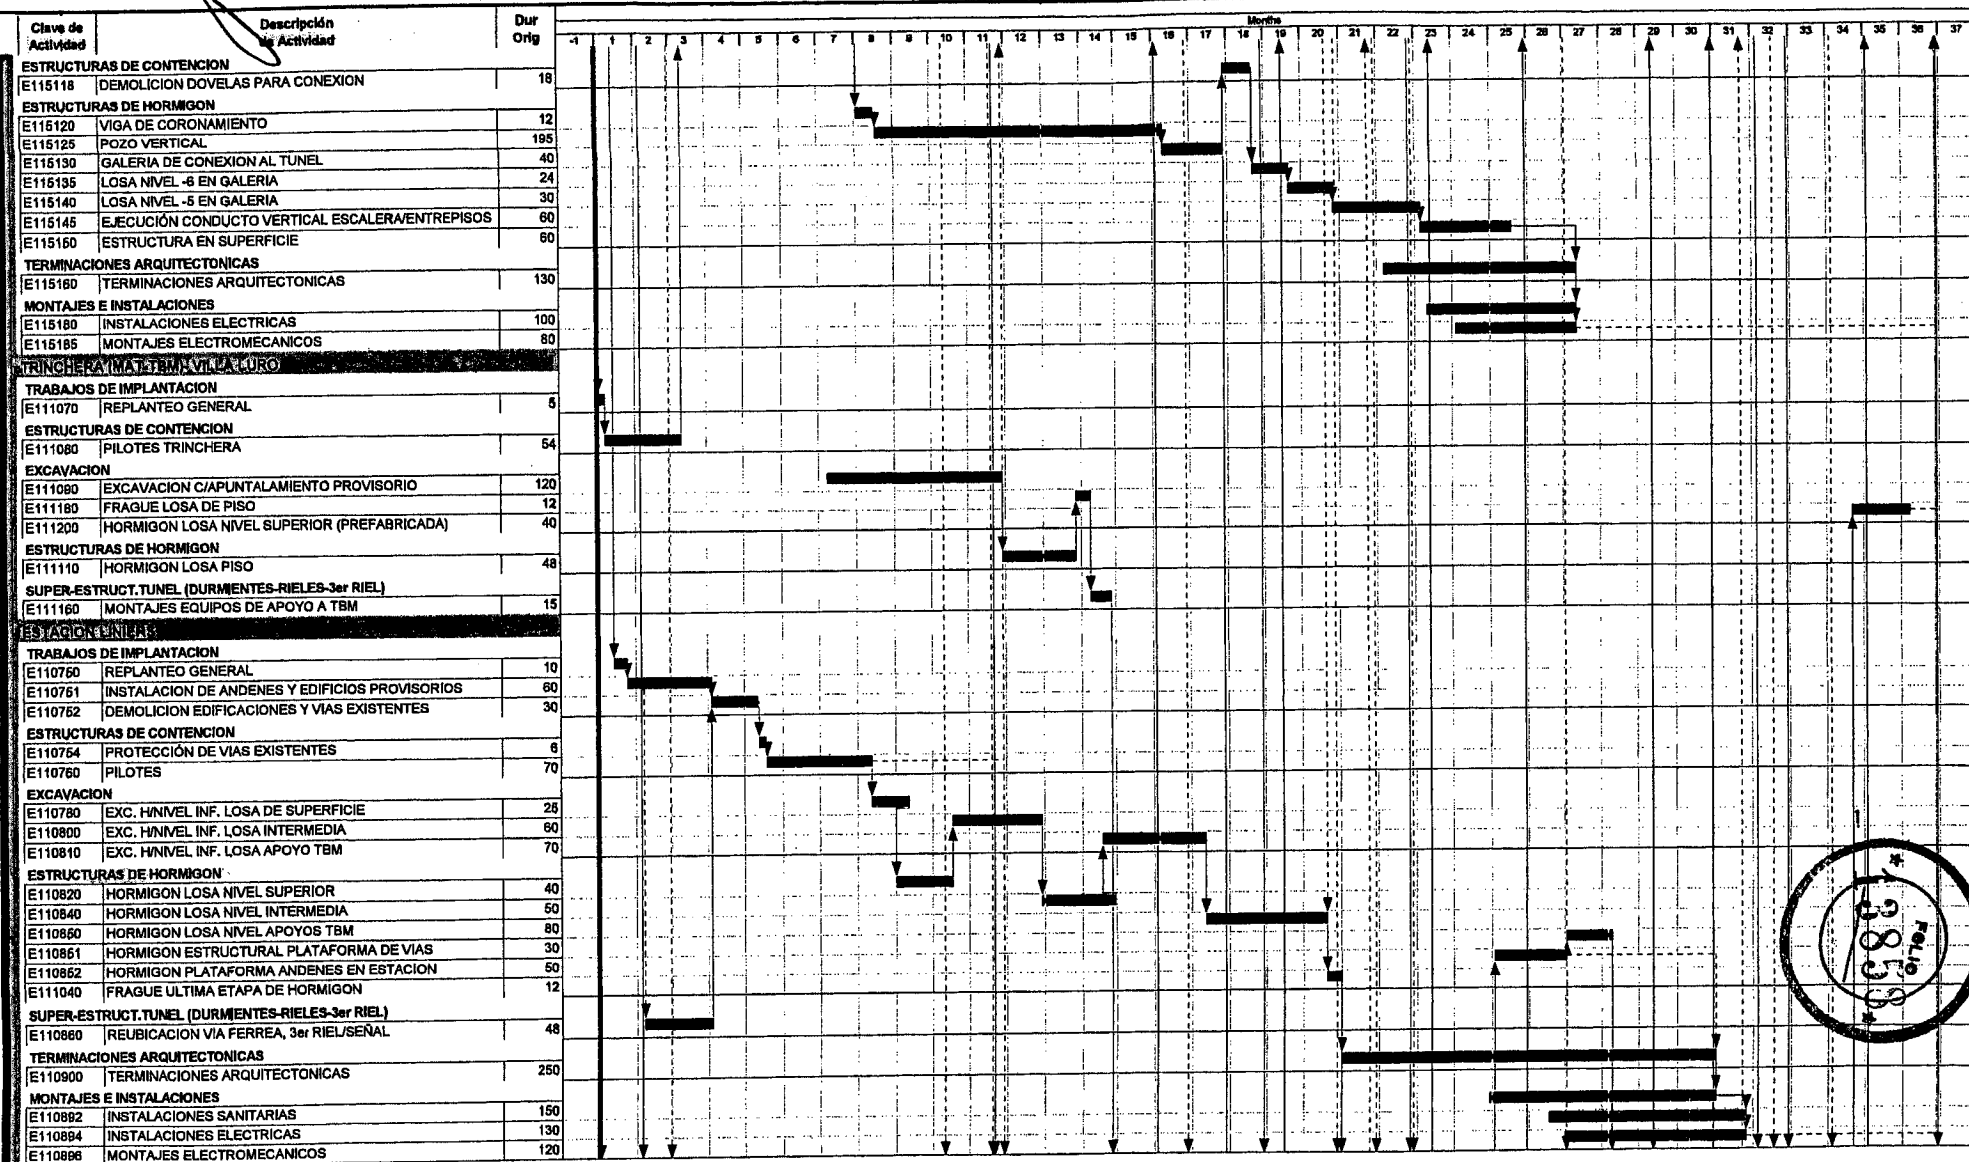 Clave de Actividad Descripción de Actividad Dur Orig Months
-1 1 2 3 4 5 6 7 8 9 10 11 12 13 14 15 16 17 18 19 20 21 22 23 24 25 26 27 28 29 30 31 32 33 34 35 36 37
ESTRUCTURAS DE CONTENCION
E115118 DEMOLICION DOVELAS PARA CONEXION 18
ESTRUCTURAS DE HORMIGON
E115120 VIGA DE CORONAMIENTO 12
E115125 POZO VERTICAL 195
E115130 GALERIA DE CONEXION AL TUNEL 40
E115135 LOSA NIVEL -6 EN GALERIA 24
E115140 LOSA NIVEL -5 EN GALERIA 30
E115145 EJECUCIÓN CONDUCTO VERTICAL ESCALERA/ENTREPISOS 60
E115150 ESTRUCTURA EN SUPERFICIE 60
TERMINACIONES ARQUITECTONICAS
E115160 TERMINACIONES ARQUITECTONICAS 130
MONTAJES E INSTALACIONES
E115180 INSTALACIONES ELECTRICAS 100
E115185 MONTAJES ELECTROMECANICOS 80
TRINCHERA (MAT-TBM) VILLA LURO
TRABAJOS DE IMPLANTACION
E111070 REPLANTEO GENERAL 5
ESTRUCTURAS DE CONTENCION
E111080 PILOTES TRINCHERA 54
EXCAVACION
E111090 EXCAVACION C/APUNTALAMIENTO PROVISORIO 120
E111180 FRAGUE LOSA DE PISO 12
E111200 HORMIGON LOSA NIVEL SUPERIOR (PREFABRICADA) 40
ESTRUCTURAS DE HORMIGON
E111110 HORMIGON LOSA PISO 48
SUPER-ESTRUCT.TUNEL (DURMIENTES-RIELES-3er RIEL)
E111160 MONTAJES EQUIPOS DE APOYO A TBM 15
ESTACION LINIERS
TRABAJOS DE IMPLANTACION
E110750 REPLANTEO GENERAL 10
E110751 INSTALACION DE ANDENES Y EDIFICIOS PROVISORIOS 60
E110752 DEMOLICION EDIFICACIONES Y VIAS EXISTENTES 30
ESTRUCTURAS DE CONTENCION
E110754 PROTECCIÓN DE VIAS EXISTENTES 6
E110760 PILOTES 70
EXCAVACION
E110780 EXC. H/NIVEL INF. LOSA DE SUPERFICIE 25
E110800 EXC. H/NIVEL INF. LOSA INTERMEDIA 60
E110810 EXC. H/NIVEL INF. LOSA APOYO TBM 70
ESTRUCTURAS DE HORMIGON
E110820 HORMIGON LOSA NIVEL SUPERIOR 40
E110840 HORMIGON LOSA NIVEL INTERMEDIA 50
E110850 HORMIGON LOSA NIVEL APOYOS TBM 80
E110851 HORMIGON ESTRUCTURAL PLATAFORMA DE VIAS 30
E110852 HORMIGON PLATAFORMA ANDENES EN ESTACION 50
E111040 FRAGUE ULTIMA ETAPA DE HORMIGON 12
SUPER-ESTRUCT.TUNEL (DURMIENTES-RIELES-3er RIEL)
E110860 REUBICACION VIA FERREA, 3er RIEL/SEÑAL 48
TERMINACIONES ARQUITECTONICAS
E110900 TERMINACIONES ARQUITECTONICAS 250
MONTAJES E INSTALACIONES
E110892 INSTALACIONES SANITARIAS 150
E110894 INSTALACIONES ELECTRICAS 130
E110896 MONTAJES ELECTROMECANICOS 120
FOLIO